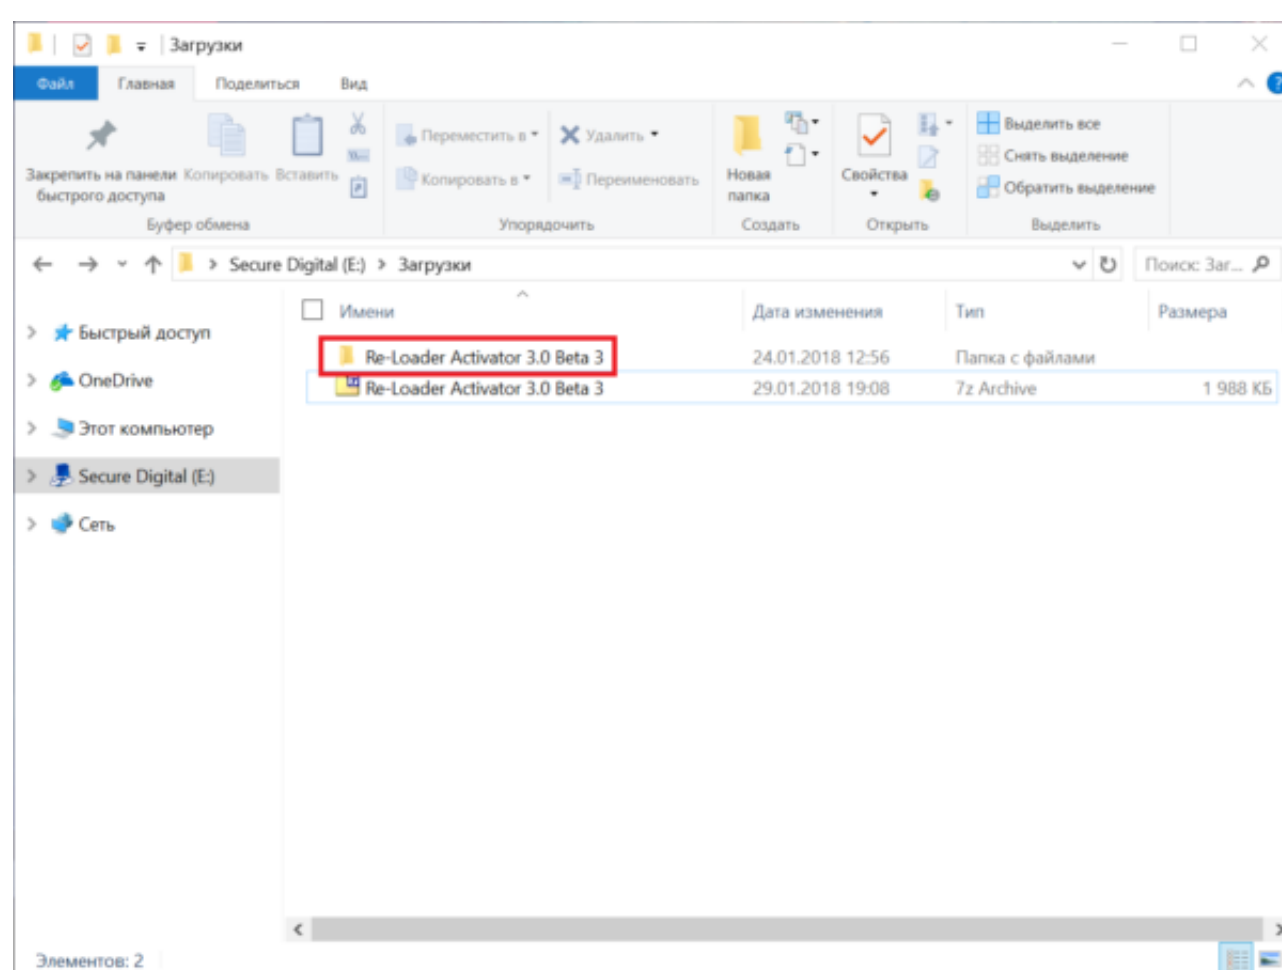 Загрузки
Файл Главная Поделиться Вид
Закрепить на панели быстрого доступа
Копировать
Вставить
Переместить в
Копировать в
Удалить
Переименовать
Новая папка
Свойства
Выделить все
Снять выделение
Обратить выделение
Буфер обмена Упорядочить Создать Открыть Выделить
Secure Digital (E:) Загрузки
Поиск: Заг...
Имени Дата изменения Тип Размера
Re-Loader Activator 3.0 Beta 3 24.01.2018 12:56 Папка с файлами
Re-Loader Activator 3.0 Beta 3 29.01.2018 19:08 7z Archive 1 988 КБ
Быстрый доступ
OneDrive
Этот компьютер
Secure Digital (E:)
Сеть
Элементов: 2